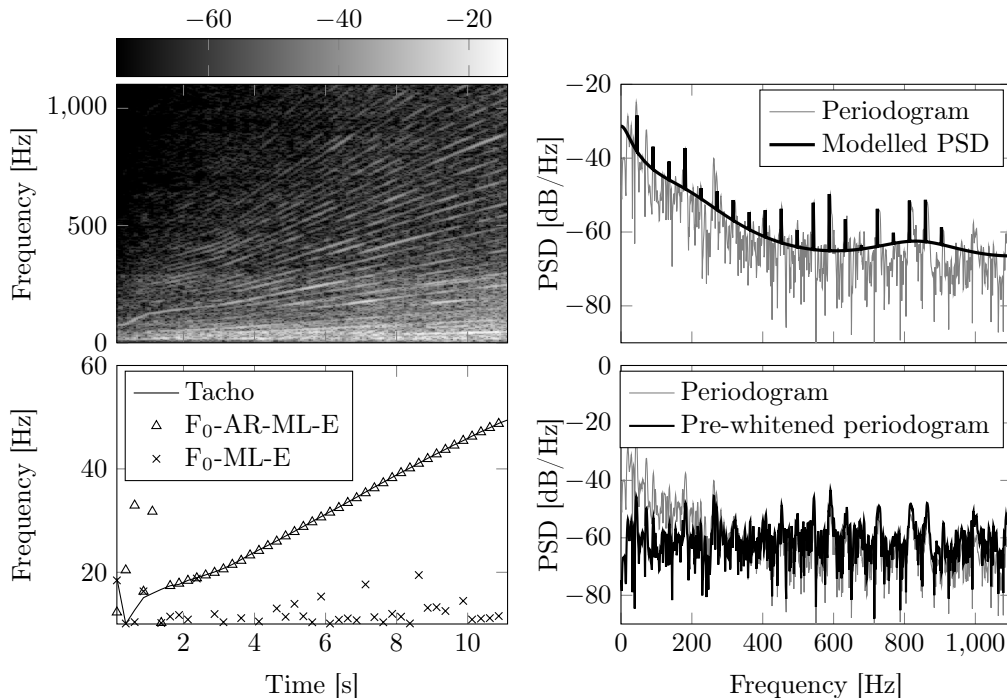 −60 −40 −20
1,000
500
0
Frequency [Hz]
−20
−40
−60
−80
PSD [dB/Hz]
Periodogram
Modelled PSD
60
40
20
Frequency [Hz]
Tacho
F₀-AR-ML-E
F₀-ML-E
2 4 6 8 10
Time [s]
0
−20
−40
−60
−80
PSD [dB/Hz]
Periodogram
Pre-whitened periodogram
0 200 400 600 800 1,000
Frequency [Hz]